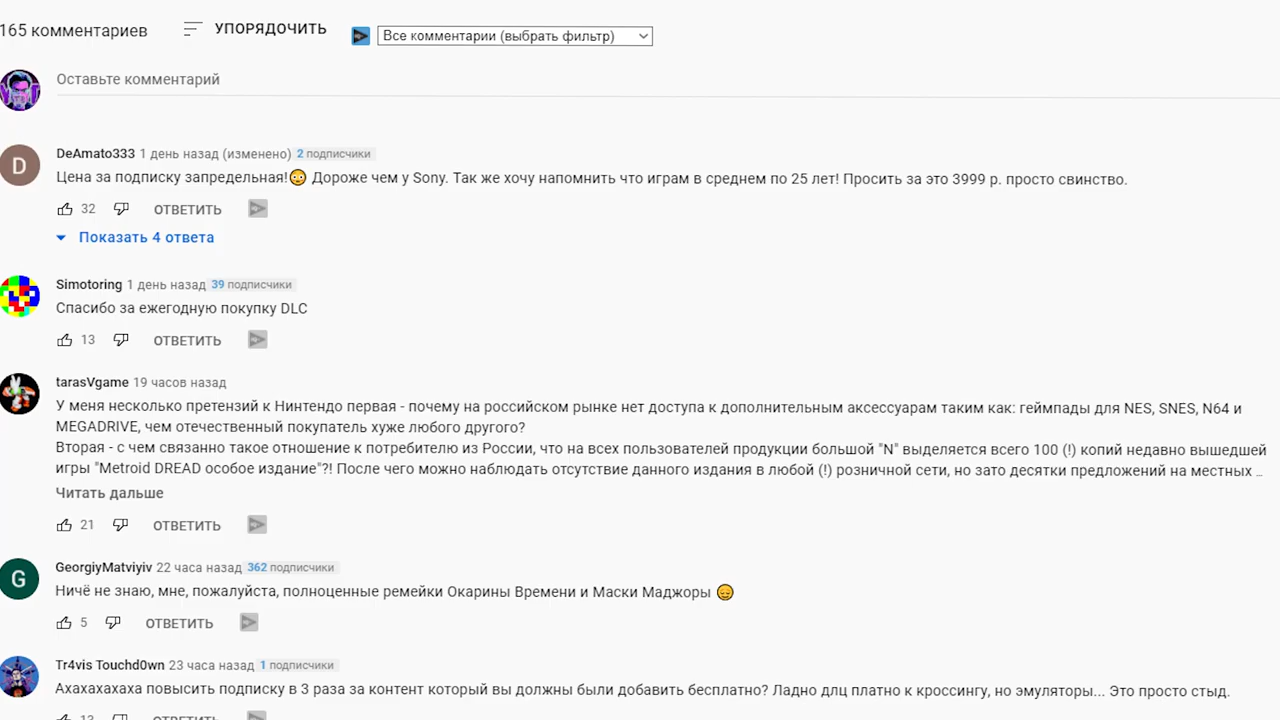 165 комментариев
УПОРЯДОЧИТЬ
Все комментарии (выбрать фильтр)
Оставьте комментарий
D
DeAmato333 1 день назад (изменено) 2 подписчики
Цена за подписку запредельная!😳 Дороже чем у Sony. Так же хочу напомнить что играм в среднем по 25 лет! Просить за это 3999 р. просто свинство.
32 ОТВЕТИТЬ
Показать 4 ответа
Simotoring 1 день назад 39 подписчики
Спасибо за ежегодную покупку DLC
13 ОТВЕТИТЬ
tarasVgame 19 часов назад
У меня несколько претензий к Нинтендо первая - почему на российском рынке нет доступа к дополнительным аксессуарам таким как: геймпады для NES, SNES, N64 и
MEGADRIVE, чем отечественный покупатель хуже любого другого?
Вторая - с чем связано такое отношение к потребителю из России, что на всех пользователей продукции большой "N" выделяется всего 100 (!) копий недавно вышедшей
игры "Metroid DREAD особое издание"?! После чего можно наблюдать отсутствие данного издания в любой (!) розничной сети, но зато десятки предложений на местных ...
Читать дальше
21 ОТВЕТИТЬ
G
GeorgiyMatviyiv 22 часа назад 362 подписчики
Ничё не знаю, мне, пожалуйста, полноценные ремейки Окарины Времени и Маски Маджоры 😑
5 ОТВЕТИТЬ
Tr4vis Touchd0wn 23 часа назад 1 подписчики
Ахахахахаха повысить подписку в 3 раза за контент который вы должны были добавить бесплатно? Ладно длц платно к кроссингу, но эмуляторы... Это просто стыд.
13 ОТВЕТИТЬ